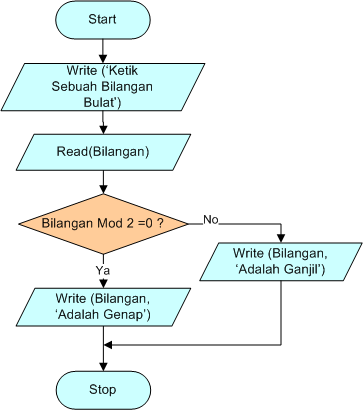 Start
Write (‘Ketik
Sebuah Bilangan
Bulat’)
Read(Bilangan)
Bilangan Mod 2 =0 ?
No
Ya
Write (Bilangan,
‘Adalah Ganjil’)
Write (Bilangan,
‘Adalah Genap’)
Stop